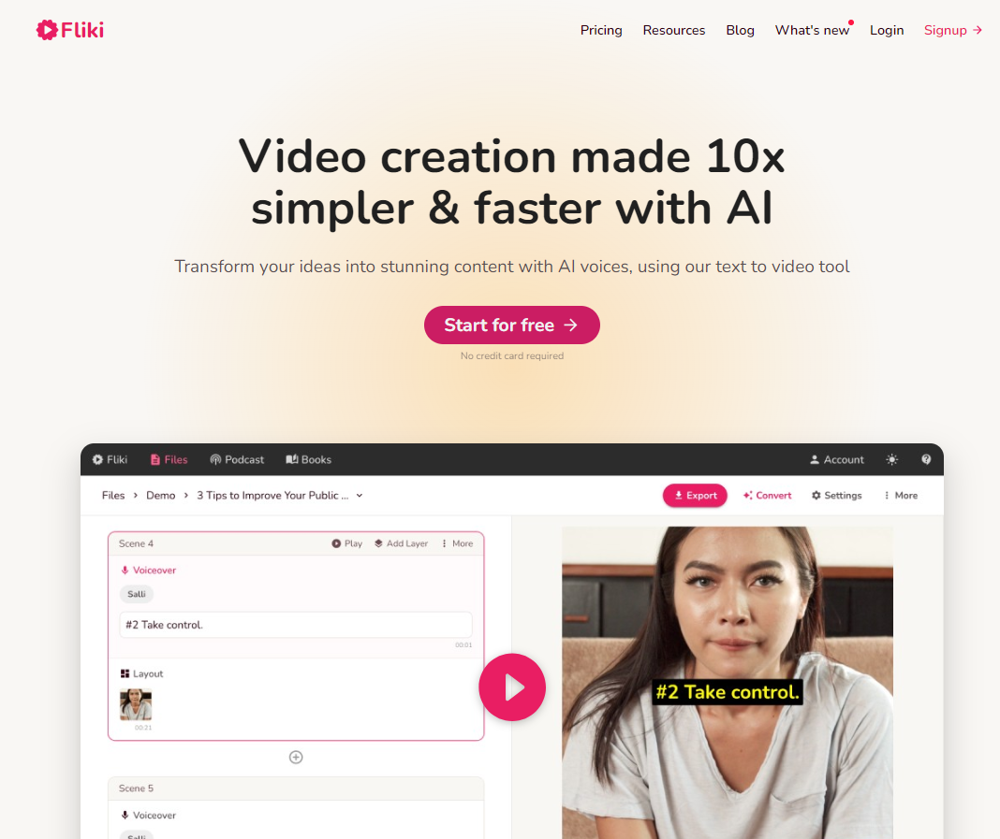 Fliki
Pricing Resources Blog What's new Login Signup →
Video creation made 10x
simpler & faster with AI
Transform your ideas into stunning content with AI voices, using our text to video tool
Start for free →
No credit card required
Fliki Files Podcast Books Account
Files > Demo > 3 Tips to Improve Your Public ... Export Convert Settings More
Scene 4 Play Add Layer More
Voiceover
Salli
#2 Take control.
00:01
Layout
00:21
#2 Take control.
Scene 5
Voiceover
Salli